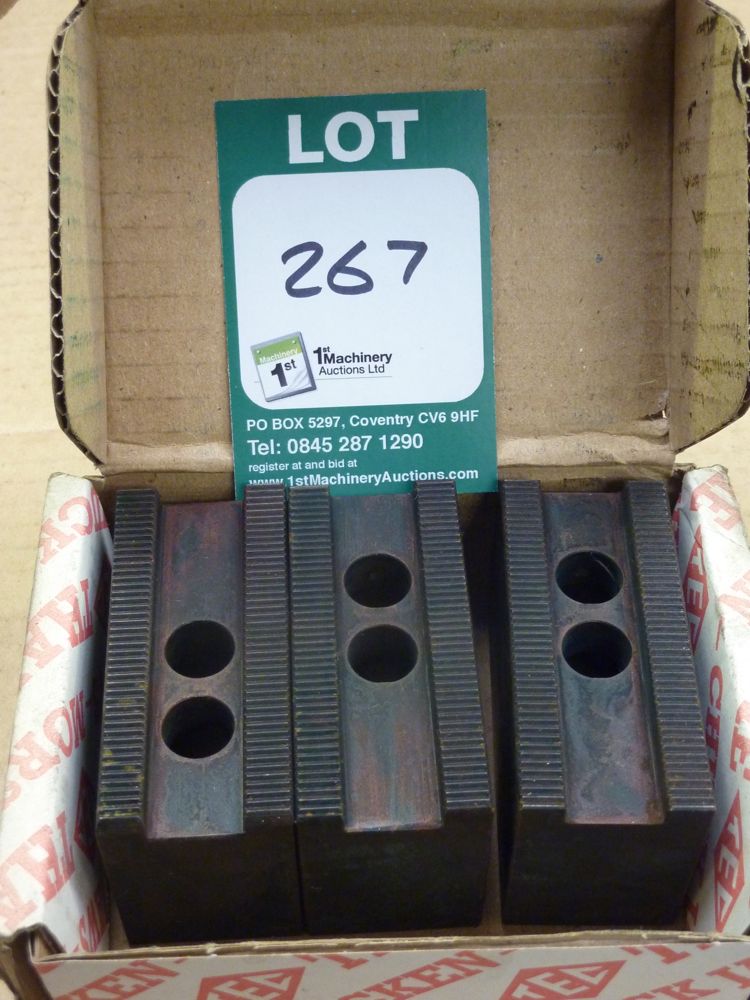 LOT
267
Machinery
1st
1st
Machinery
Auctions Ltd
PO BOX 5297, Coventry CV6 9HF
Tel: 0845 287 1290
register at and bid at
www.1stMachineryAuctions.com